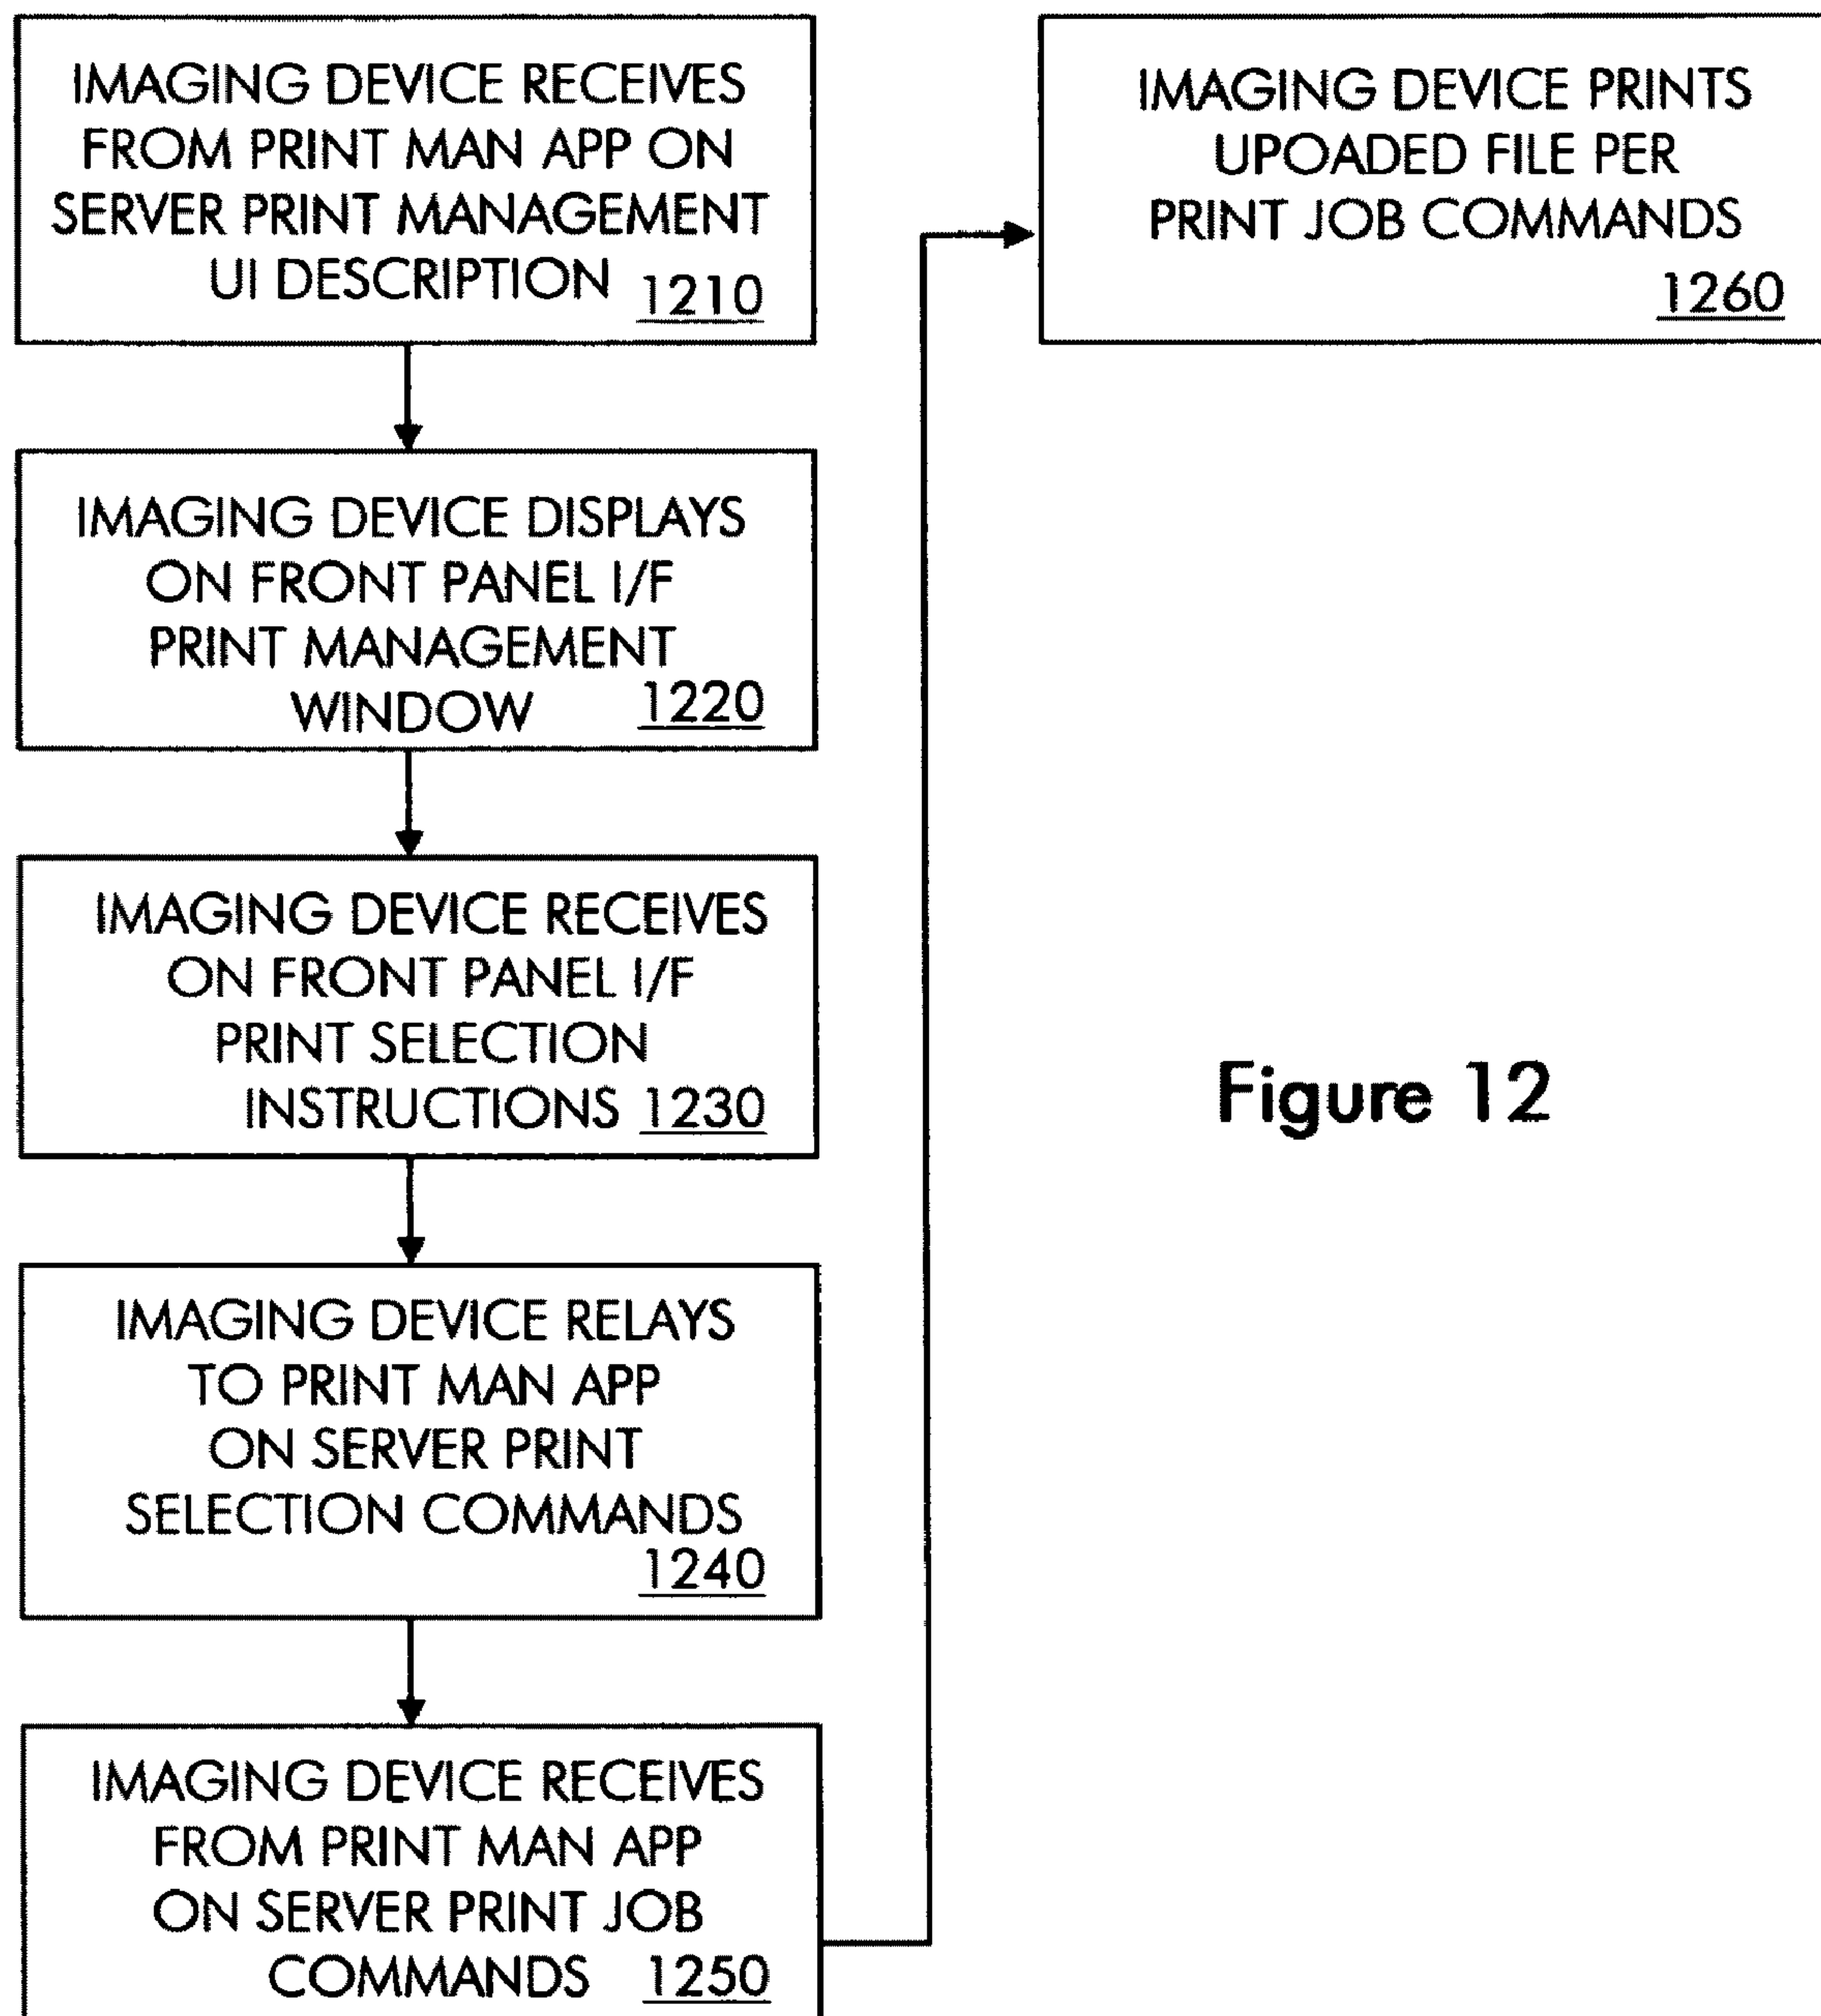 IMAGING DEVICE RECEIVES
FROM PRINT MAN APP ON
SERVER PRINT MANAGEMENT
UI DESCRIPTION 1210
IMAGING DEVICE DISPLAYS
ON FRONT PANEL I/F
PRINT MANAGEMENT
WINDOW 1220
IMAGING DEVICE RECEIVES
ON FRONT PANEL I/F
PRINT SELECTION
INSTRUCTIONS 1230
IMAGING DEVICE RELAYS
TO PRINT MAN APP
ON SERVER PRINT
SELECTION COMMANDS
1240
IMAGING DEVICE RECEIVES
FROM PRINT MAN APP
ON SERVER PRINT JOB
COMMANDS 1250
IMAGING DEVICE PRINTS
UPOADED FILE PER
PRINT JOB COMMANDS
1260
Figure 12